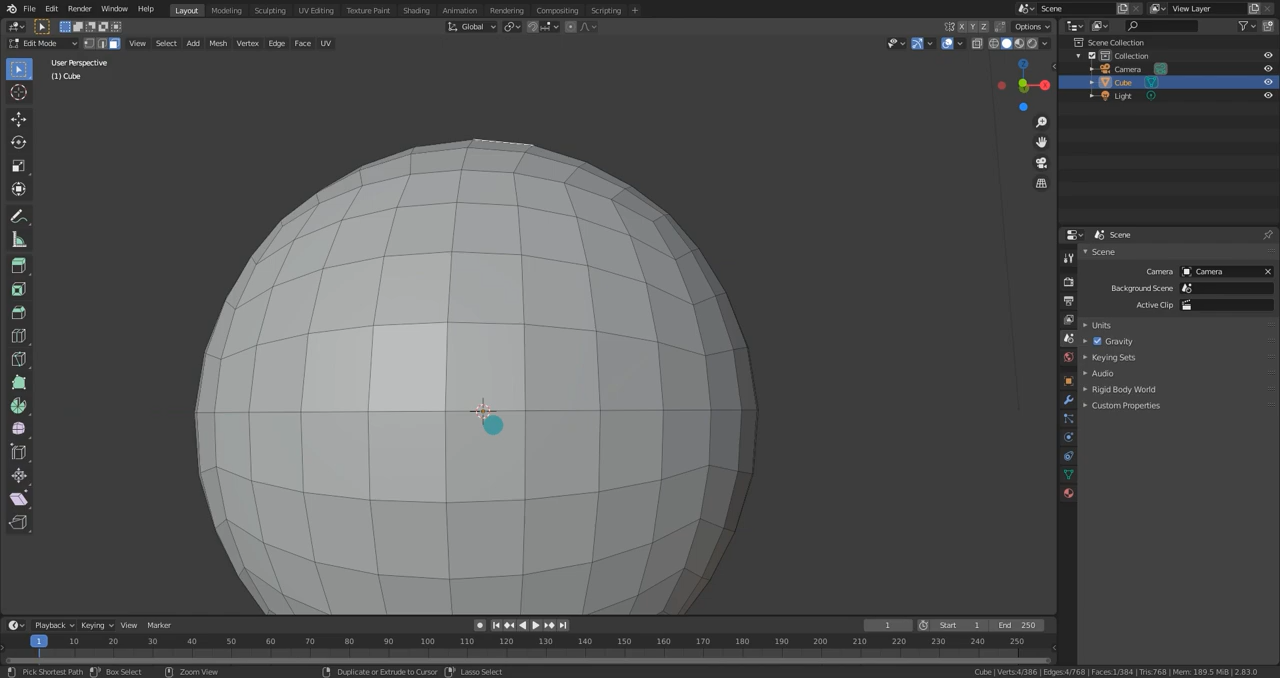 File Edit Render Window Help Layout Modeling Sculpting UV Editing Texture Paint Shading Animation Rendering Compositing Scripting + Scene View Layer
Global X Y Z Options
Edit Mode View Select Add Mesh Vertex Edge Face UV
User Perspective
(1) Cube
Z
X
Scene Collection
Collection
Camera
Cube
Light
Scene
Scene
Camera Camera
Background Scene
Active Clip
Units
Gravity
Keying Sets
Audio
Rigid Body World
Custom Properties
Playback Keying View Marker 1 Start 1 End 250
1 10 20 30 40 50 60 70 80 90 100 110 120 130 140 150 160 170 180 190 200 210 220 230 240 250
Pick Shortest Path Box Select Zoom View Duplicate or Extrude to Cursor Lasso Select Cube | Verts:4/386 | Edges:4/768 | Faces:1/384 | Tris:768 | Mem: 189.5 MiB | 2.83.0